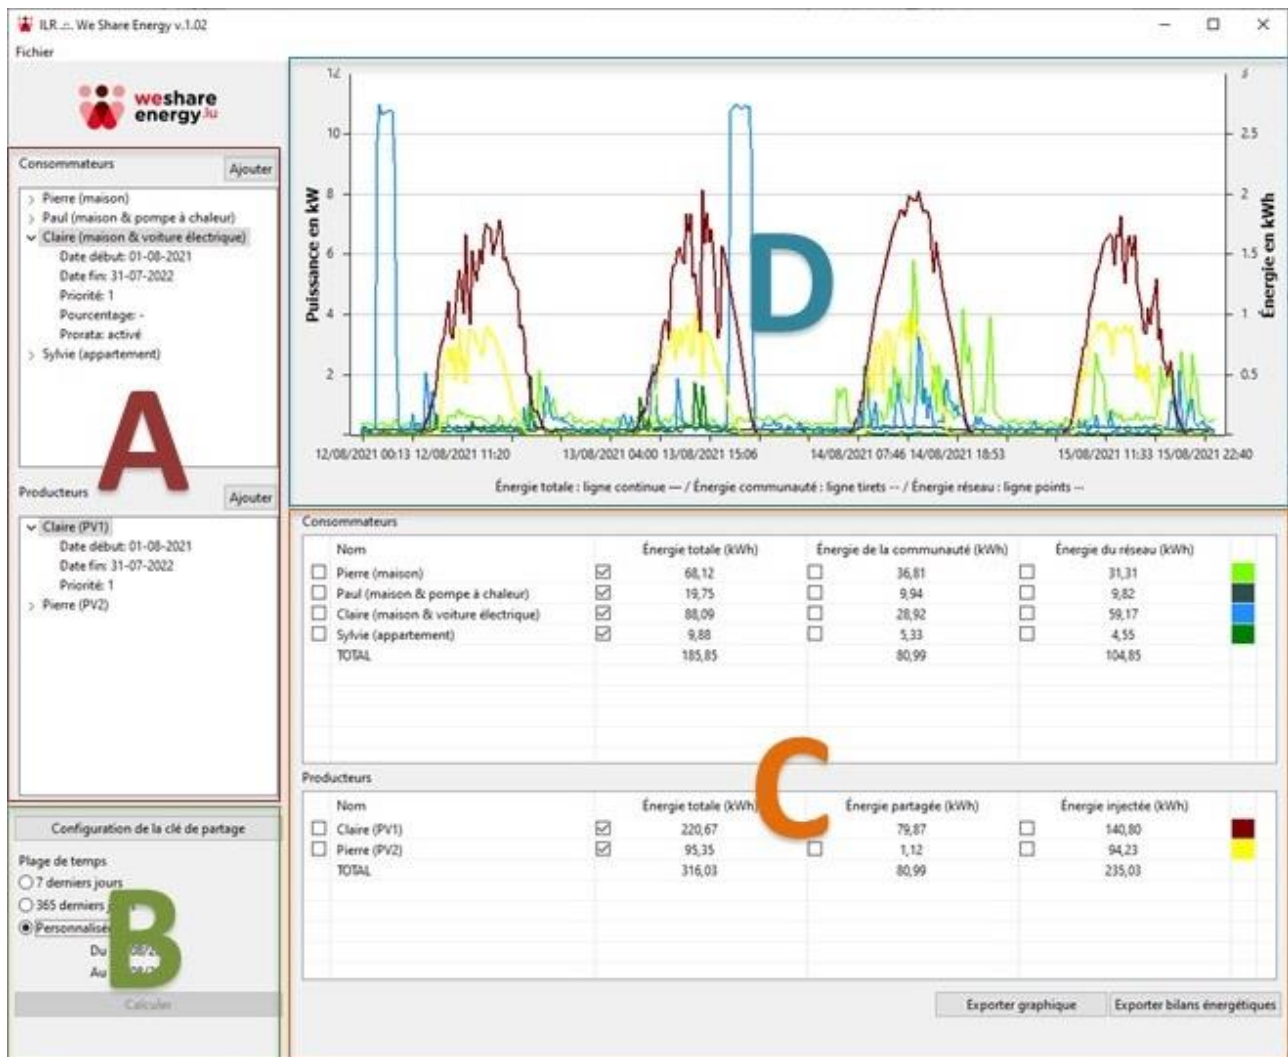 ILR .:. We Share Energy v.1.02
Fichier
weshare
energy.lu
Consommateurs
Ajouter
Pierre (maison)
Paul (maison & pompe à chaleur)
Claire (maison & voiture électrique)
Date début: 01-08-2021
Date fin: 31-07-2022
Priorité: 1
Pourcentage: -
Prorata: activé
Sylvie (appartement)
A
Producteurs
Ajouter
Claire (PV1)
Date début: 01-08-2021
Date fin: 31-07-2022
Priorité: 1
Pierre (PV2)
Configuration de la clé de partage
Plage de temps
7 derniers jours
365 derniers
Personnalisé
Du
Au
B
Calculer
12
10
8
6
4
2
Puissance en kW
3
2.5
2
1.5
1
0.5
Énergie en kWh
D
12/08/2021 00:13 12/08/2021 11:20 13/08/2021 04:00 13/08/2021 15:06 14/08/2021 07:46 14/08/2021 18:53 15/08/2021 11:33 15/08/2021 22:40
Énergie totale : ligne continue — / Énergie communauté : ligne tirets -- / Énergie réseau : ligne points --
Consommateurs
Nom Énergie totale (kWh) Énergie de la communauté (kWh) Énergie du réseau (kWh)
Pierre (maison) 68,12 36,81 31,31
Paul (maison & pompe à chaleur) 19,75 9,94 9,82
Claire (maison & voiture électrique) 88,09 28,92 59,17
Sylvie (appartement) 9,88 5,33 4,55
TOTAL 185,85 80,99 104,85
C
Producteurs
Nom Énergie totale (kWh) Énergie partagée (kWh) Énergie injectée (kWh)
Claire (PV1) 220,67 79,87 140,80
Pierre (PV2) 95,35 1,12 94,23
TOTAL 316,03 80,99 235,03
Exporter graphique Exporter bilans énergétiques